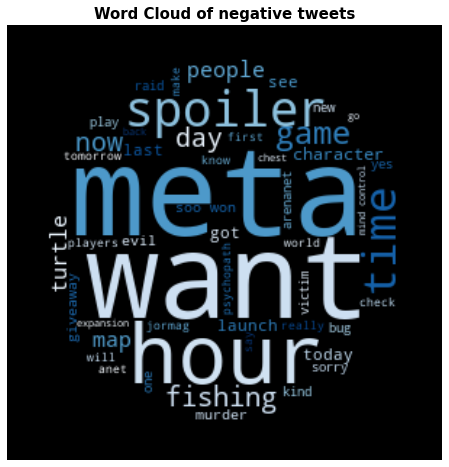 Word Cloud of negative tweets
people
raid
make
see
spoiler
new
go
play
back
day
first
game
now
last
tomorrow
know
chest
character
yes
meta
soo won
arenanet
mind control
time
turtle
players
evil
got
world
want
giveaway
psychopath
victim
check
expansion
jormag
launch
really
bug
map
hour
say
will
today
anet
one
sorry
fishing
kind
murder